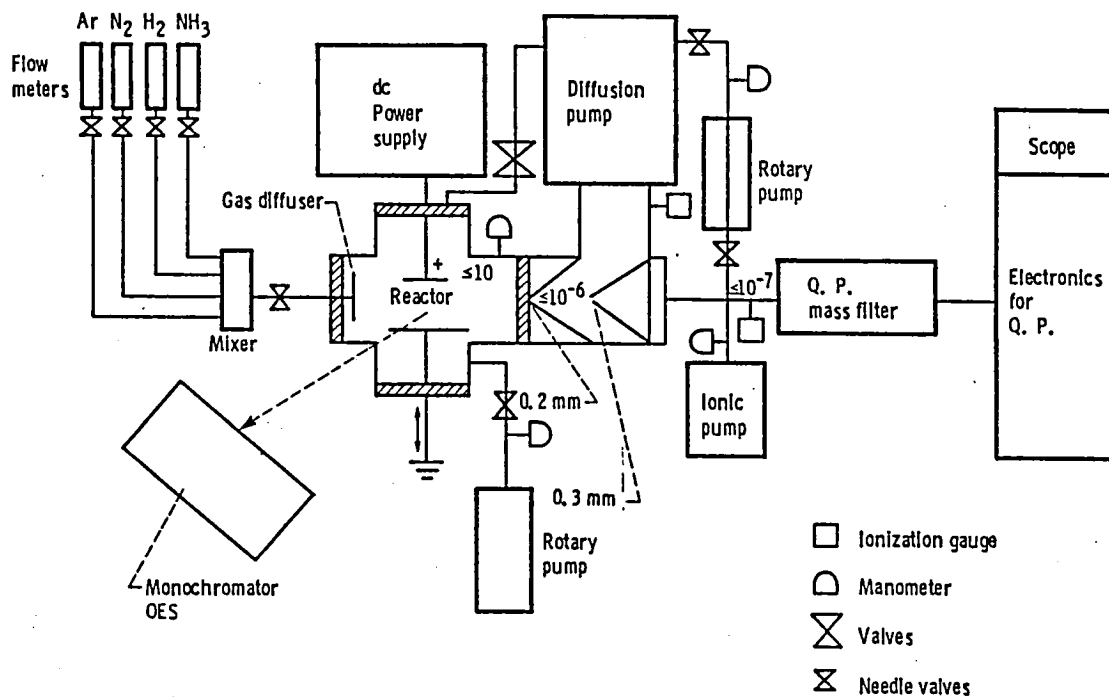 Ar N2 H2 NH3
Flow
meters
dc
Power
supply
Diffusion
pump
Rotary
pump
Scope
Electronics
for
Q. P.
Gas diffuser
Mixer
Reactor
+
≤10
≤10-6
≤10-7
Q. P.
mass filter
Ionic
pump
0.2 mm
0.3 mm
Rotary
pump
Monochromator
OES
Ionization gauge
Manometer
Valves
Needle valves